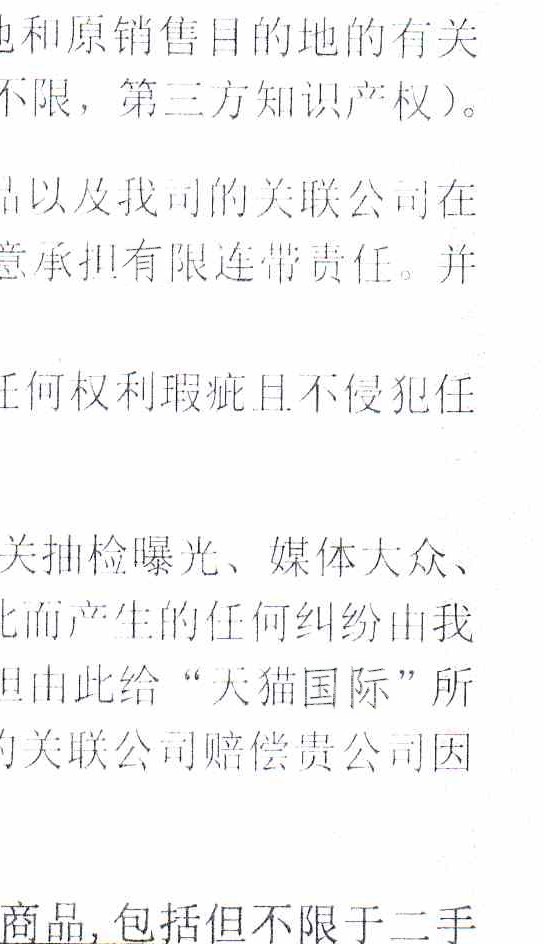 和原销售目的地的有关
不限，第三方知识产权）。
品以及我司的关联公司在
意承担有限连带责任。并
任何权利瑕疵且不侵犯任
关抽检曝光、媒体大众、
此而产生的任何纠纷由我
但由此给“天猫国际”所
的关联公司赔偿贵公司因
商品，包括但不限于二手